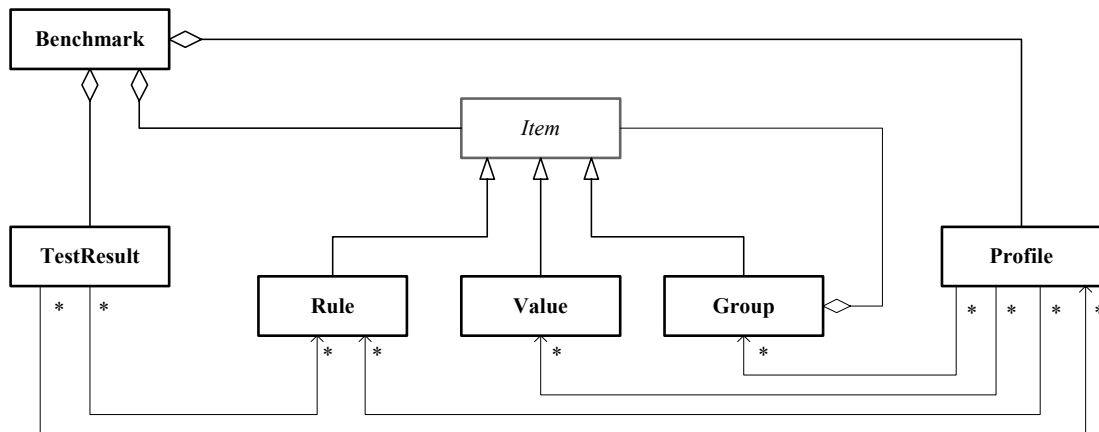 Benchmark
Item
TestResult
Profile
Rule
Value
Group
* *
* * * *
* * * *